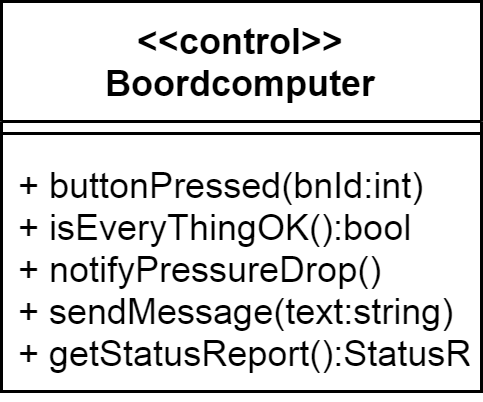 <<control>>
Boordcomputer
+ buttonPressed(bnId:int)
+ isEveryThingOK():bool
+ notifyPressureDrop()
+ sendMessage(text:string)
+ getStatusReport():StatusR